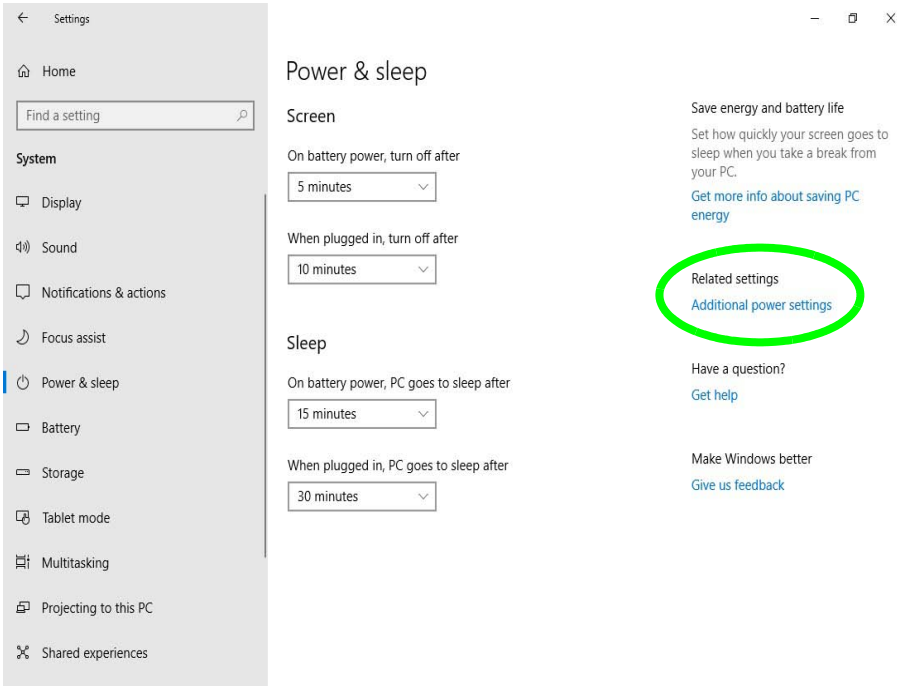 Settings
Home
Find a setting
System
Display
Sound
Notifications & actions
Focus assist
Power & sleep
Battery
Storage
Tablet mode
Multitasking
Projecting to this PC
Shared experiences
Power & sleep
Screen
On battery power, turn off after
5 minutes
When plugged in, turn off after
10 minutes
Sleep
On battery power, PC goes to sleep after
15 minutes
When plugged in, PC goes to sleep after
30 minutes
Save energy and battery life
Set how quickly your screen goes to
sleep when you take a break from
your PC.
Get more info about saving PC
energy
Related settings
Additional power settings
Have a question?
Get help
Make Windows better
Give us feedback